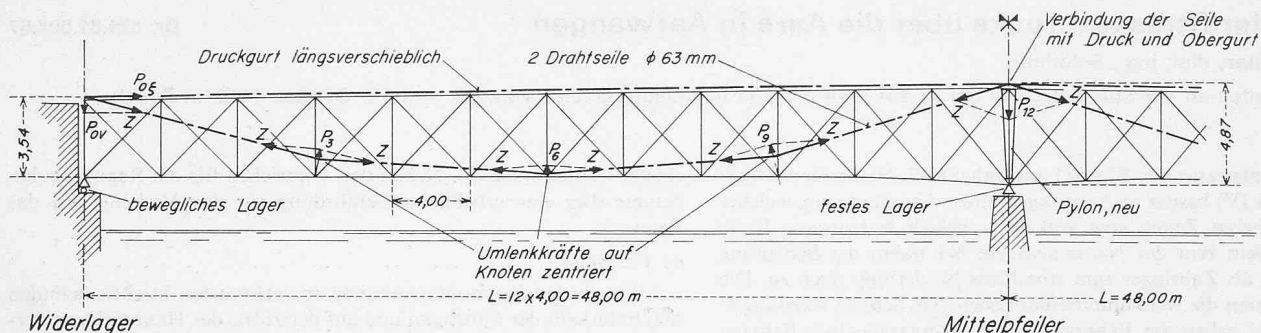 Druckgurt längsverschieblich
2 Drahtseile ϕ 63 mm
Verbindung der Seile
mit Druck und Obergurt
P0ξ
P0V
Z
Z
P3
Z
Z
P6
Z
Z
P9
Z
Z
P12
Z
3,54
4,87
bewegliches Lager
4,00
festes Lager
Pylon, neu
Umlenkkräfte auf
Knoten zentriert
L=12 x 4,00 = 48,00 m
L=48,00 m
Widerlager
Mittelpfeiler